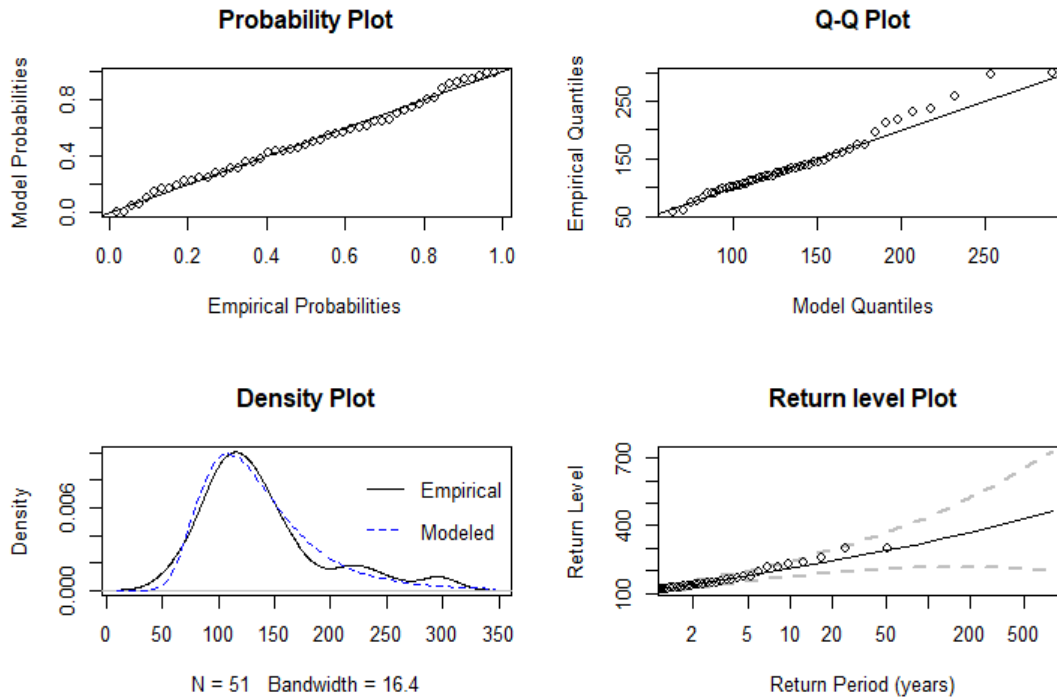 Probability Plot
Model Probabilities
0.0 0.4 0.8
0.0 0.2 0.4 0.6 0.8 1.0
Empirical Probabilities
Q-Q Plot
Empirical Quantiles
50 150 250
100 150 200 250
Model Quantiles
Density Plot
Density
0.000 0.006
Empirical
Modeled
0 50 100 150 200 250 300 350
N = 51 Bandwidth = 16.4
Return level Plot
Return Level
100 400 700
2 5 10 20 50 200 500
Return Period (years)